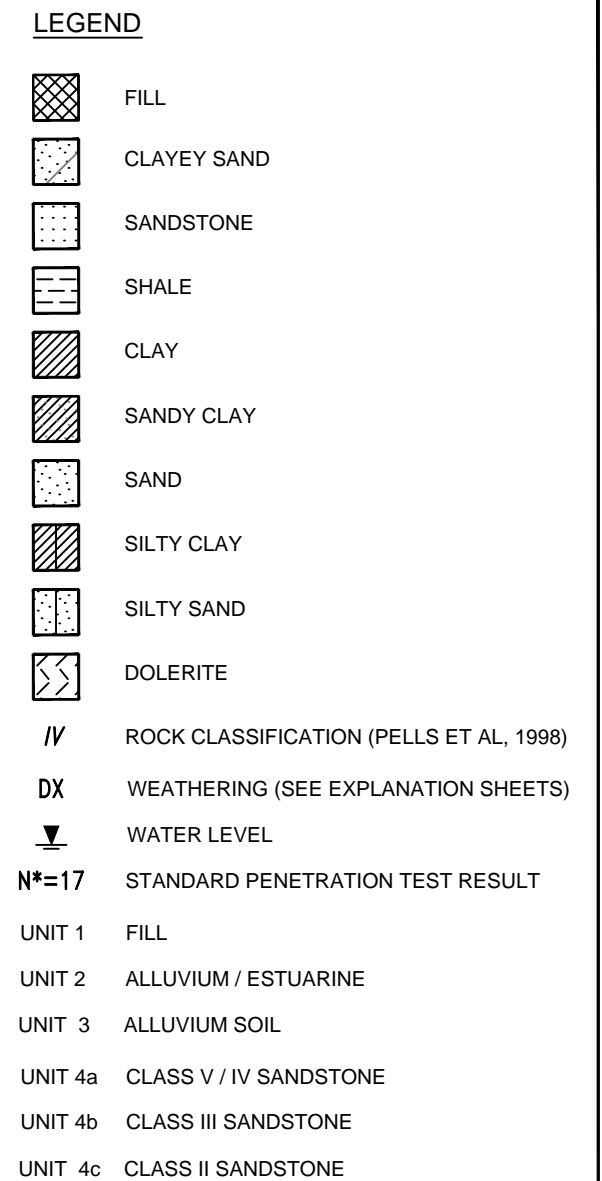 LEGEND
FILL
CLAYEY SAND
SANDSTONE
SHALE
CLAY
SANDY CLAY
SAND
SILTY CLAY
SILTY SAND
DOLERITE
IV ROCK CLASSIFICATION (PELLS ET AL, 1998)
DX WEATHERING (SEE EXPLANATION SHEETS)
WATER LEVEL
N*=17 STANDARD PENETRATION TEST RESULT
UNIT 1 FILL
UNIT 2 ALLUVIUM / ESTUARINE
UNIT 3 ALLUVIUM SOIL
UNIT 4a CLASS V / IV SANDSTONE
UNIT 4b CLASS III SANDSTONE
UNIT 4c CLASS II SANDSTONE